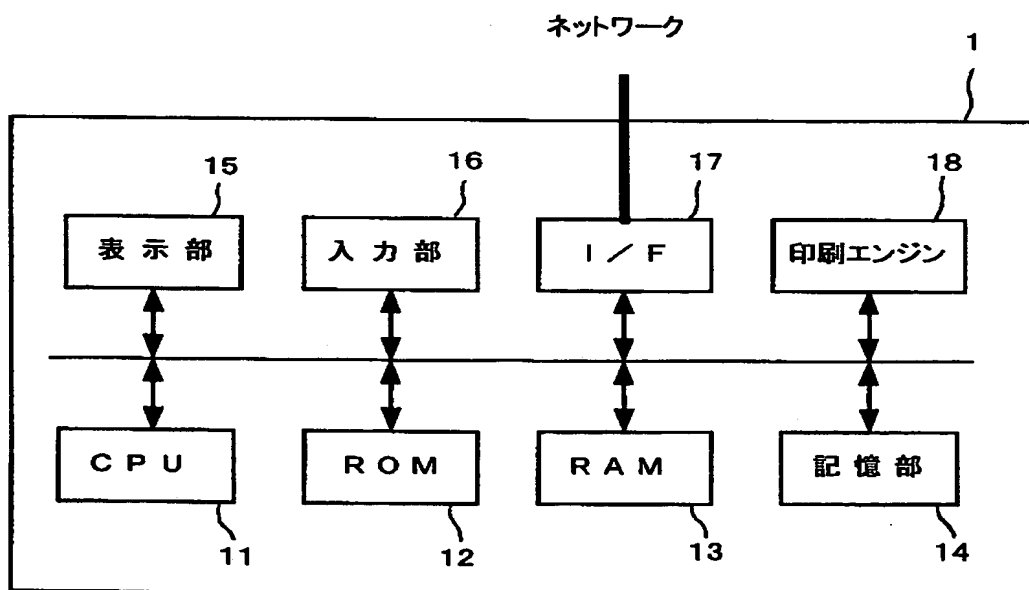 ネットワーク
1
15
16
17
18
表示部
入力部
I/F
印刷エンジン
CPU
ROM
RAM
記憶部
11
12
13
14